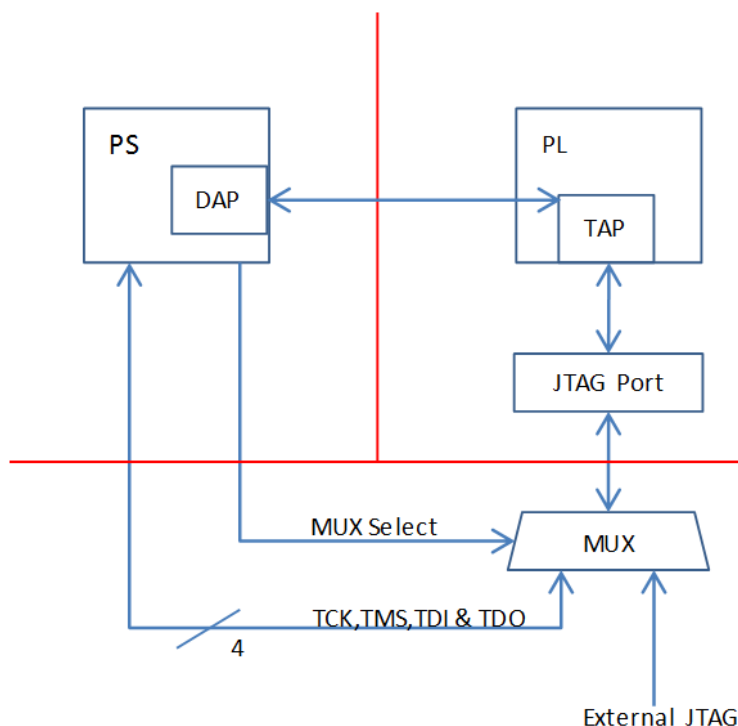 PS
PL
DAP
TAP
JTAG Port
MUX Select
MUX
TCK,TMS,TDI & TDO
4
External JTAG